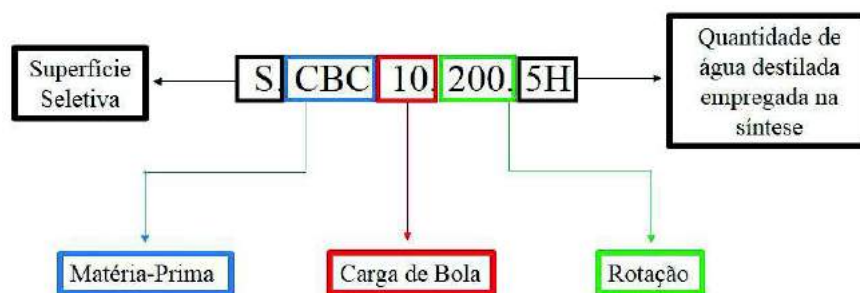 Superfície
Seletiva
S. CBC 10. 200. 5H
Quantidade de
água destilada
empregada na
síntese
Matéria-Prima
Carga de Bola
Rotação